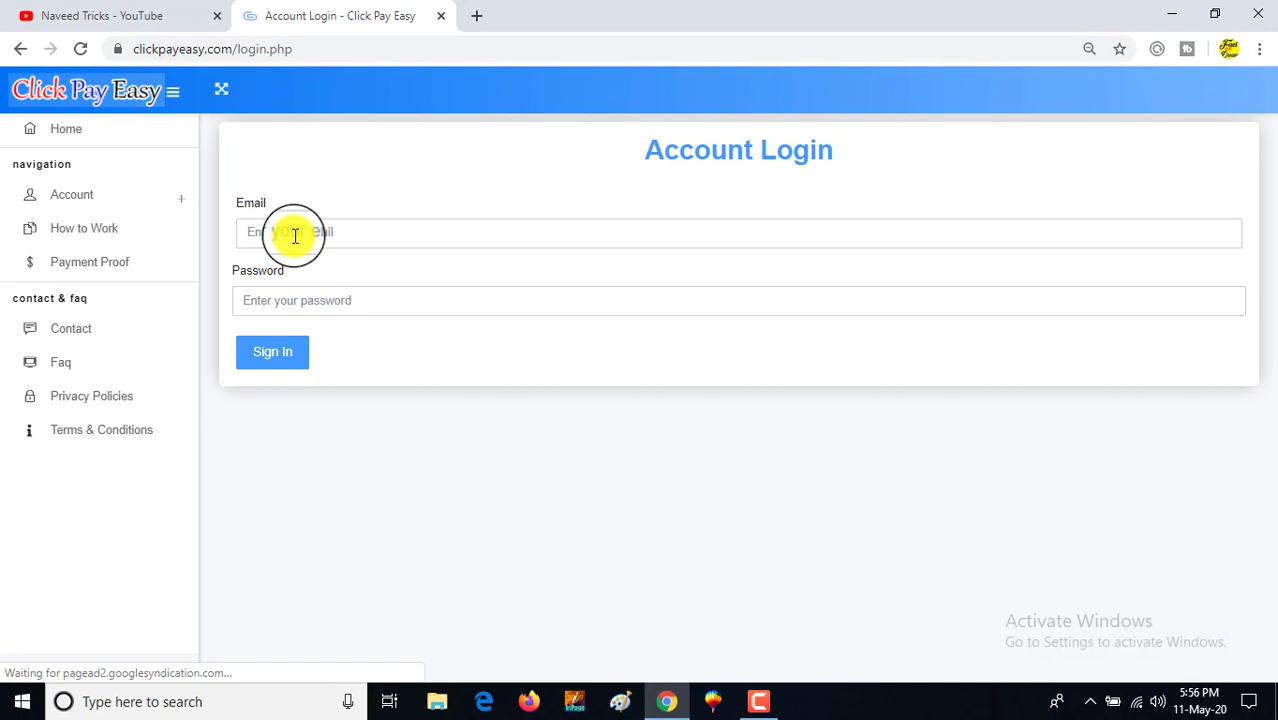 Naveed Tricks - YouTube
Account Login - Click Pay Easy
clickpayeasy.com/login.php
Click Pay Easy
Home
navigation
Account
How to Work
Payment Proof
contact & faq
Contact
Faq
Privacy Policies
Terms & Conditions
Account Login
Email
Enter your email
Password
Enter your password
Sign In
Activate Windows
Go to Settings to activate Windows.
Waiting for pagead2.googlesyndication.com...
Type here to search
5:56 PM
11-May-20